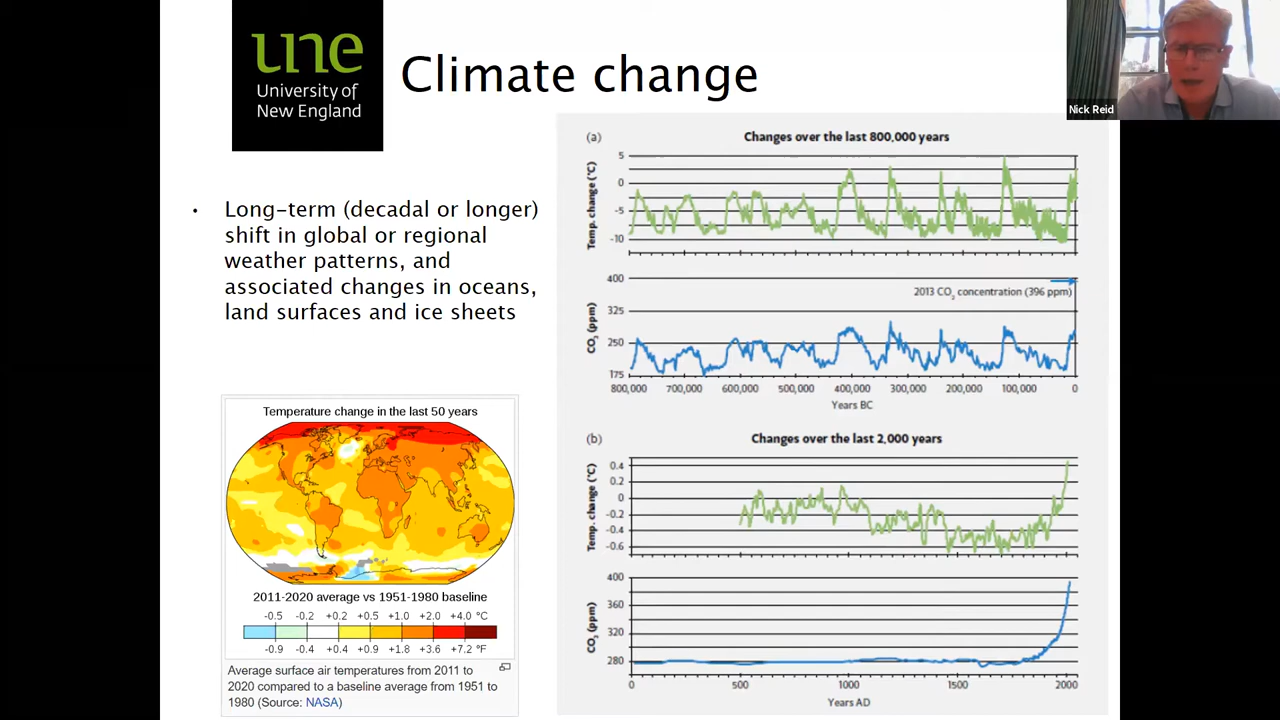 une
University of
New England
Climate change
Nick Reid
• Long-term (decadal or longer)
shift in global or regional
weather patterns, and
associated changes in oceans,
land surfaces and ice sheets
Temperature change in the last 50 years
2011-2020 average vs 1951-1980 baseline
-0.5 -0.2 +0.2 +0.5 +1.0 +2.0 +4.0 °C
-0.9 -0.4 +0.4 +0.9 +1.8 +3.6 +7.2 °F
Average surface air temperatures from 2011 to
2020 compared to a baseline average from 1951 to
1980 (Source: NASA)
(a) Changes over the last 800,000 years
Temp. change (°C)
5
0
-5
-10
CO₂ (ppm)
400
325
250
175
2013 CO₂ concentration (396 ppm)
800,000 700,000 600,000 500,000 400,000 300,000 200,000 100,000 0
Years BC
(b) Changes over the last 2,000 years
Temp. change (°C)
0.4
0.2
0
-0.2
-0.4
-0.6
CO₂ (ppm)
400
360
320
280
0 500 1000 1500 2000
Years AD